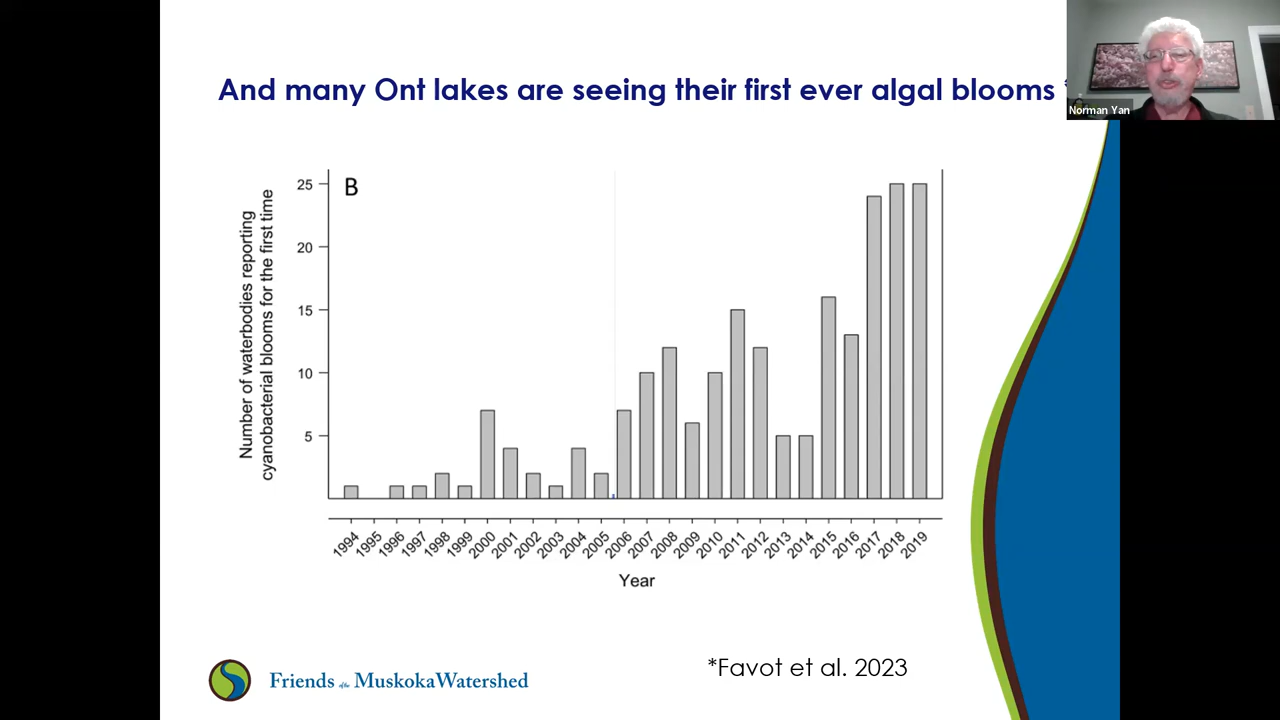 And many Ont lakes are seeing their first ever algal blooms *
Norman Yan
B
Number of waterbodies reporting
cyanobacterial blooms for the first time
25
20
15
10
5
1994 1995 1996 1997 1998 1999 2000 2001 2002 2003 2004 2005 2006 2007 2008 2009 2010 2011 2012 2013 2014 2015 2016 2017 2018 2019
Year
*Favot et al. 2023
Friends of the Muskoka Watershed